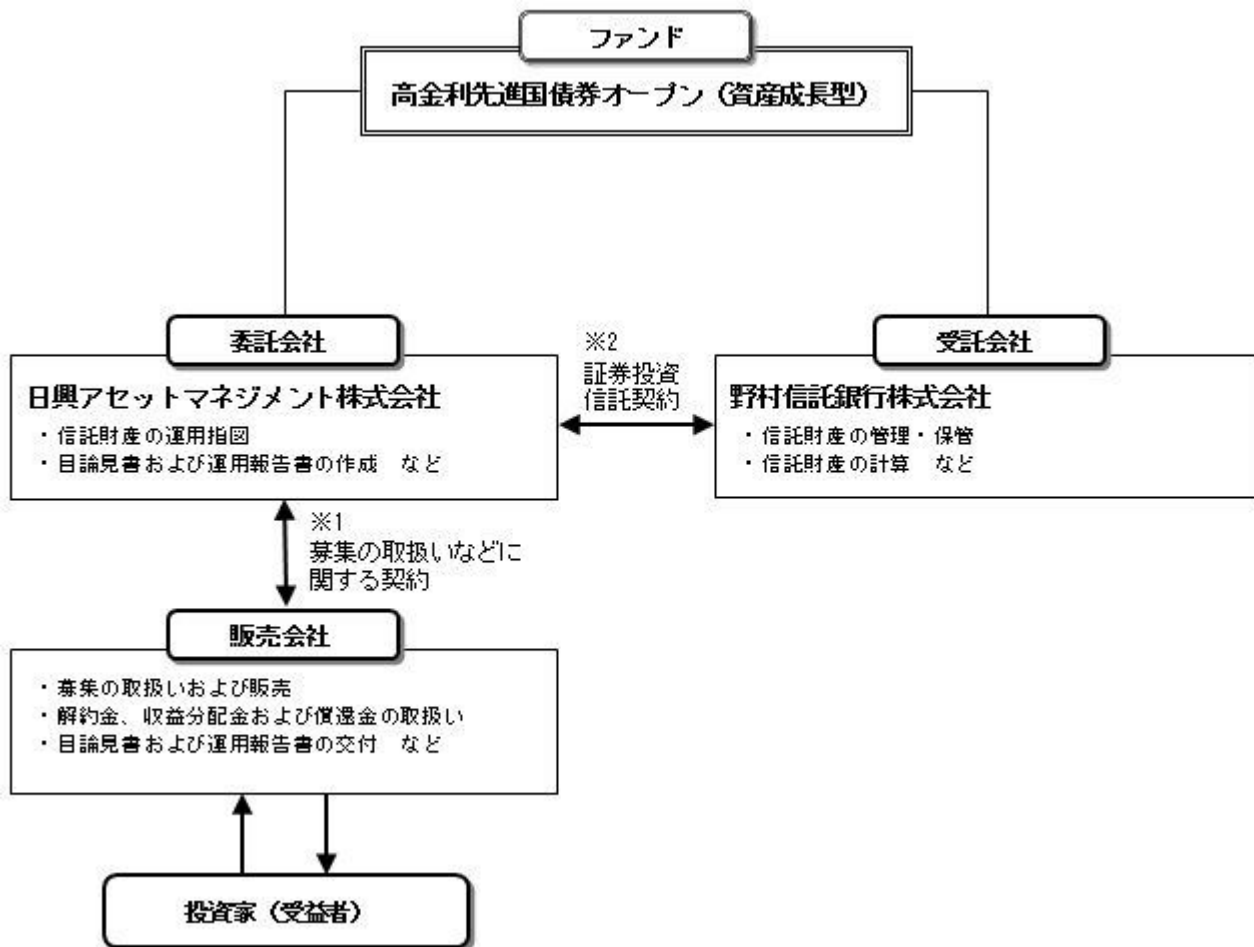 ファンド
高金利先進国債券オープン（資産成長型）
委託会社
日興アセットマネジメント株式会社
・信託財産の運用指図
・目論見書および運用報告書の作成　など
※2
証券投資
信託契約
受託会社
野村信託銀行株式会社
・信託財産の管理・保管
・信託財産の計算　など
※1
募集の取扱いなどに
関する契約
販売会社
・募集の取扱いおよび販売
・解約金、収益分配金および償還金の取扱い
・目論見書および運用報告書の交付　など
投資家（受益者）